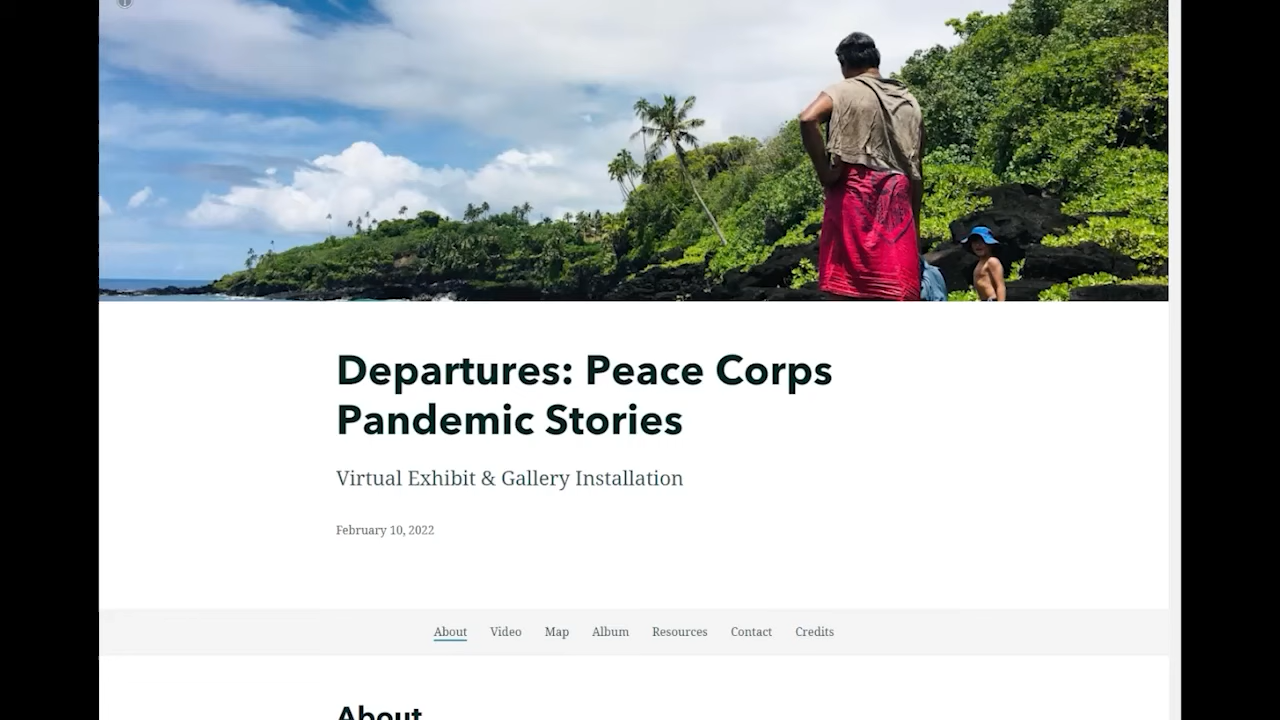 Departures: Peace Corps
Pandemic Stories
Virtual Exhibit & Gallery Installation
February 10, 2022
About Video Map Album Resources Contact Credits
About